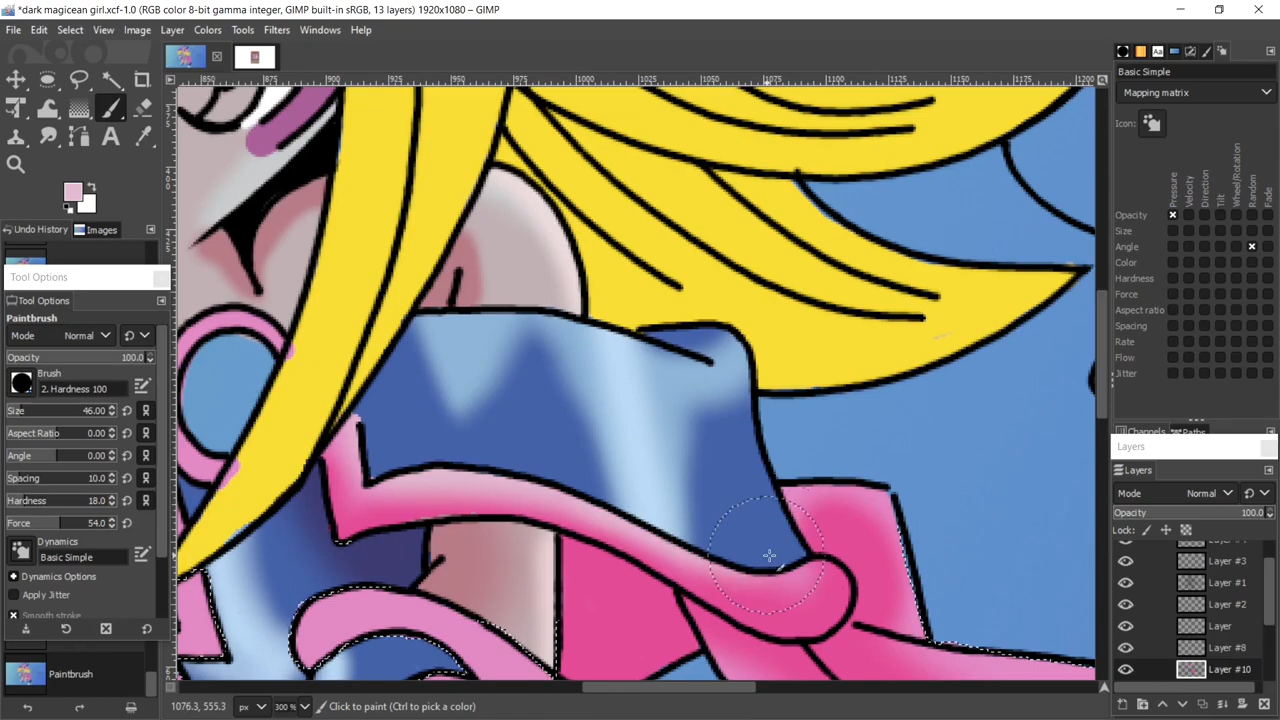 *dark magicean girl.xcf-1.0 (RGB color 8-bit gamma integer, GIMP built-in sRGB, 13 layers) 1920x1080 – GIMP
File Edit Select View Image Layer Colors Tools Filters Windows Help
850 875 900 925 950 975 1000 1025 1050 1075 1100 1125 1150 1175 1200
Undo History Images
Tool Options
Tool Options
Paintbrush
Mode Normal
Opacity 100.0
Brush
2. Hardness 100
Size 46.00
Aspect Ratio 0.00
Angle 0.00
Spacing 10.0
Hardness 18.0
Force 54.0
Dynamics
Basic Simple
Dynamics Options
Apply Jitter
Smooth stroke
Paintbrush
1076.3, 555.3 px 300 % Click to paint (Ctrl to pick a color)
Basic Simple
Mapping matrix
Icon:
Pressure Velocity Direction Tilt Wheel/Rotation Random Fade
Opacity
Size
Angle
Color
Hardness
Force
Aspect ratio
Spacing
Rate
Flow
Jitter
Channels Paths
Layers
Layers
Mode Normal
Opacity 100.0
Lock:
Layer #3
Layer #1
Layer #2
Layer
Layer #8
Layer #10